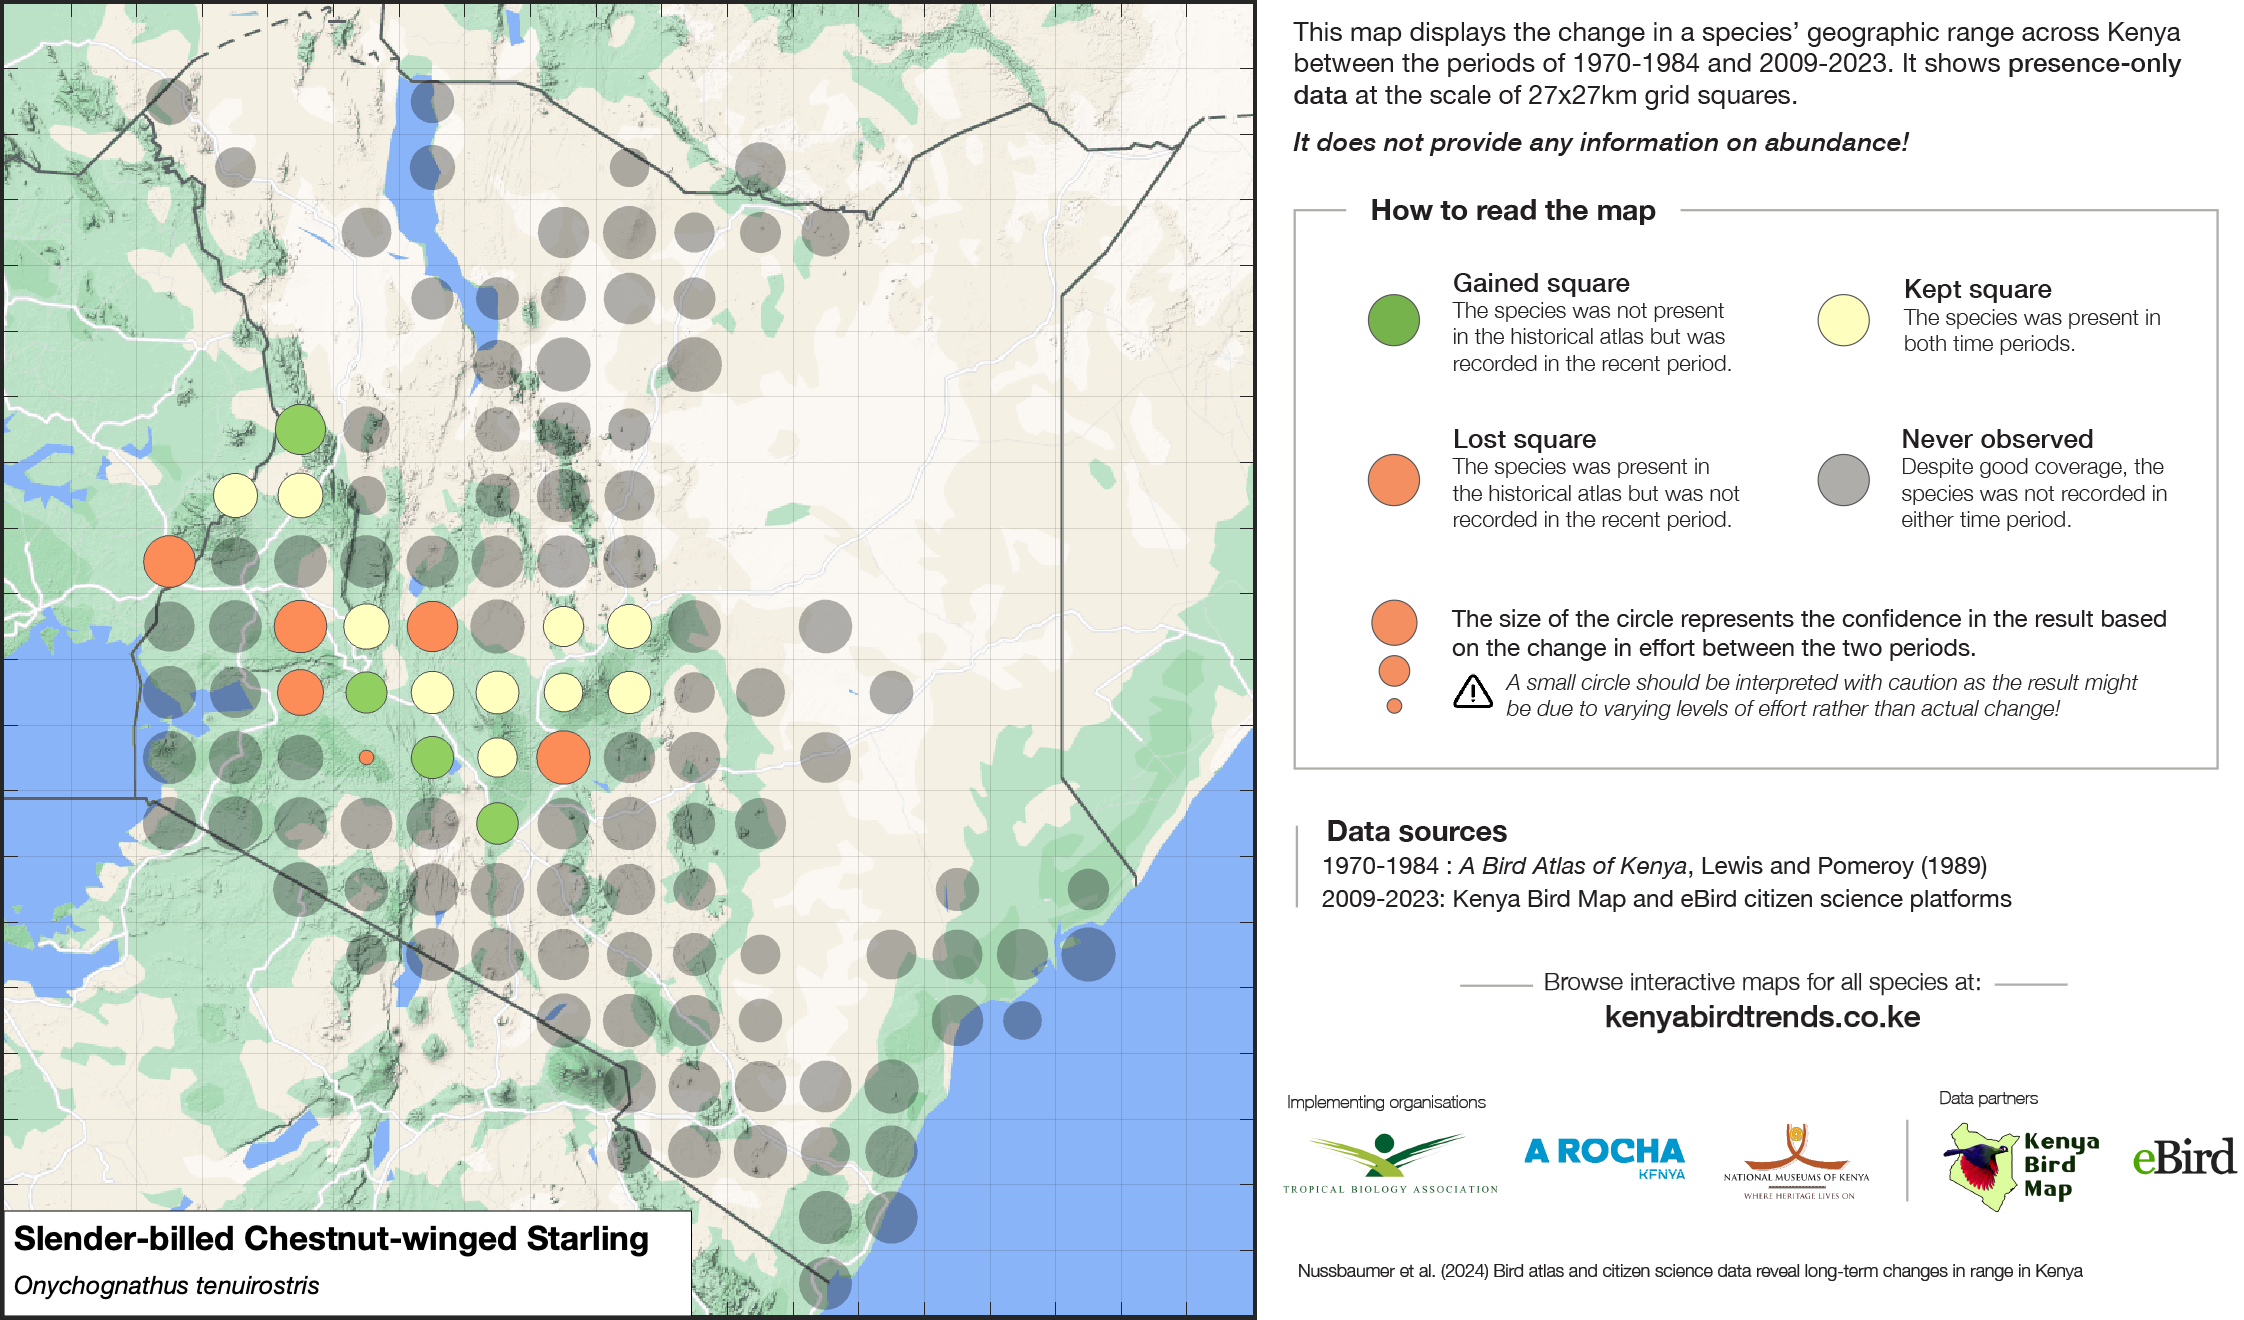 This map displays the change in a species’ geographic range across Kenya
between the periods of 1970-1984 and 2009-2023. It shows presence-only
data at the scale of 27x27km grid squares.
It does not provide any information on abundance!
How to read the map
Gained square
The species was not present
in the historical atlas but was
recorded in the recent period.
Kept square
The species was present in
both time periods.
Lost square
The species was present in
the historical atlas but was not
recorded in the recent period.
Never observed
Despite good coverage, the
species was not recorded in
either time period.
The size of the circle represents the confidence in the result based
on the change in effort between the two periods.
A small circle should be interpreted with caution as the result might
be due to varying levels of effort rather than actual change!
Data sources
1970-1984 : A Bird Atlas of Kenya, Lewis and Pomeroy (1989)
2009-2023: Kenya Bird Map and eBird citizen science platforms
Browse interactive maps for all species at:
kenyabirdtrends.co.ke
Implementing organisations
Data partners
TROPICAL BIOLOGY ASSOCIATION
A ROCHA
KENYA
NATIONAL MUSEUMS OF KENYA
WHERE HERITAGE LIVES ON
Kenya
Bird
Map
eBird
Slender-billed Chestnut-winged Starling
Onychognathus tenuirostris
Nussbaumer et al. (2024) Bird atlas and citizen science data reveal long-term changes in range in Kenya